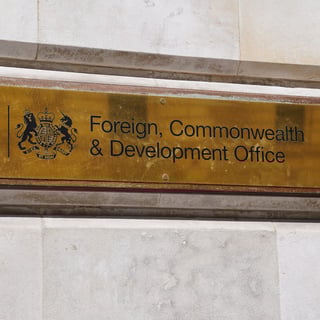 Foreign, Commonwealth
& Development Office